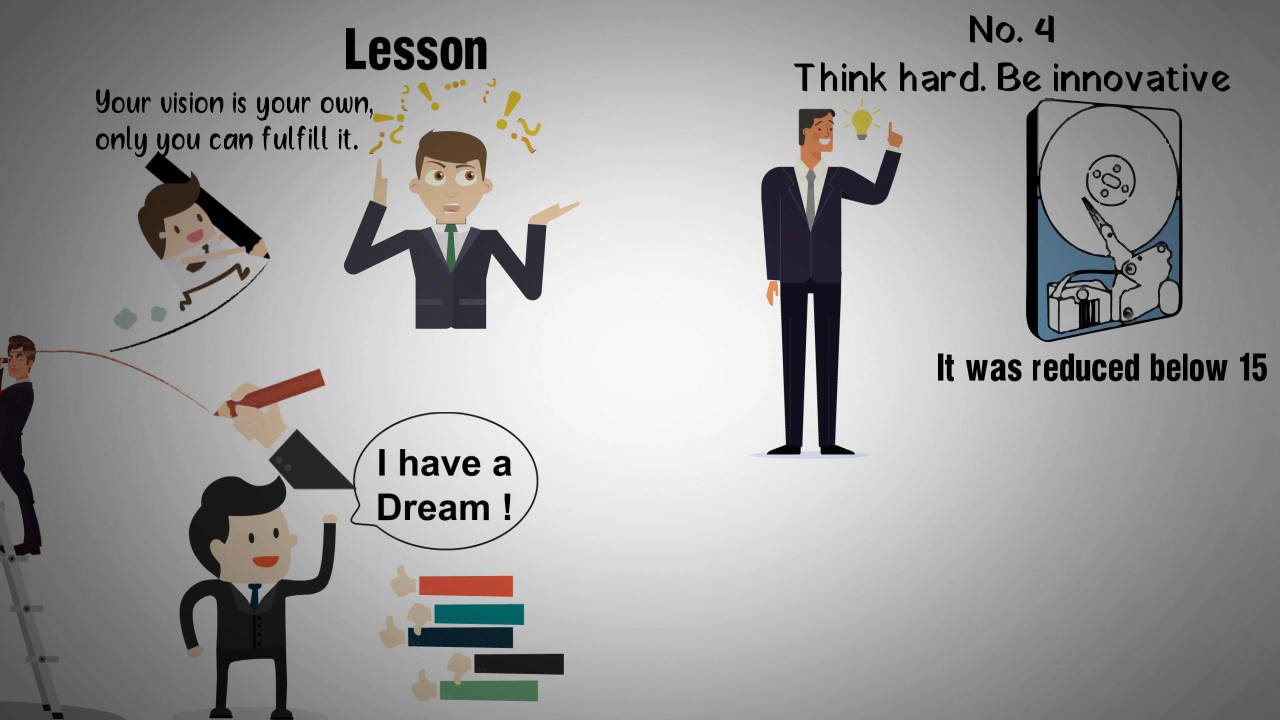 Lesson
Your vision is your own,
only you can fulfill it.
I have a
Dream !
No. 4
Think hard. Be innovative
It was reduced below 15